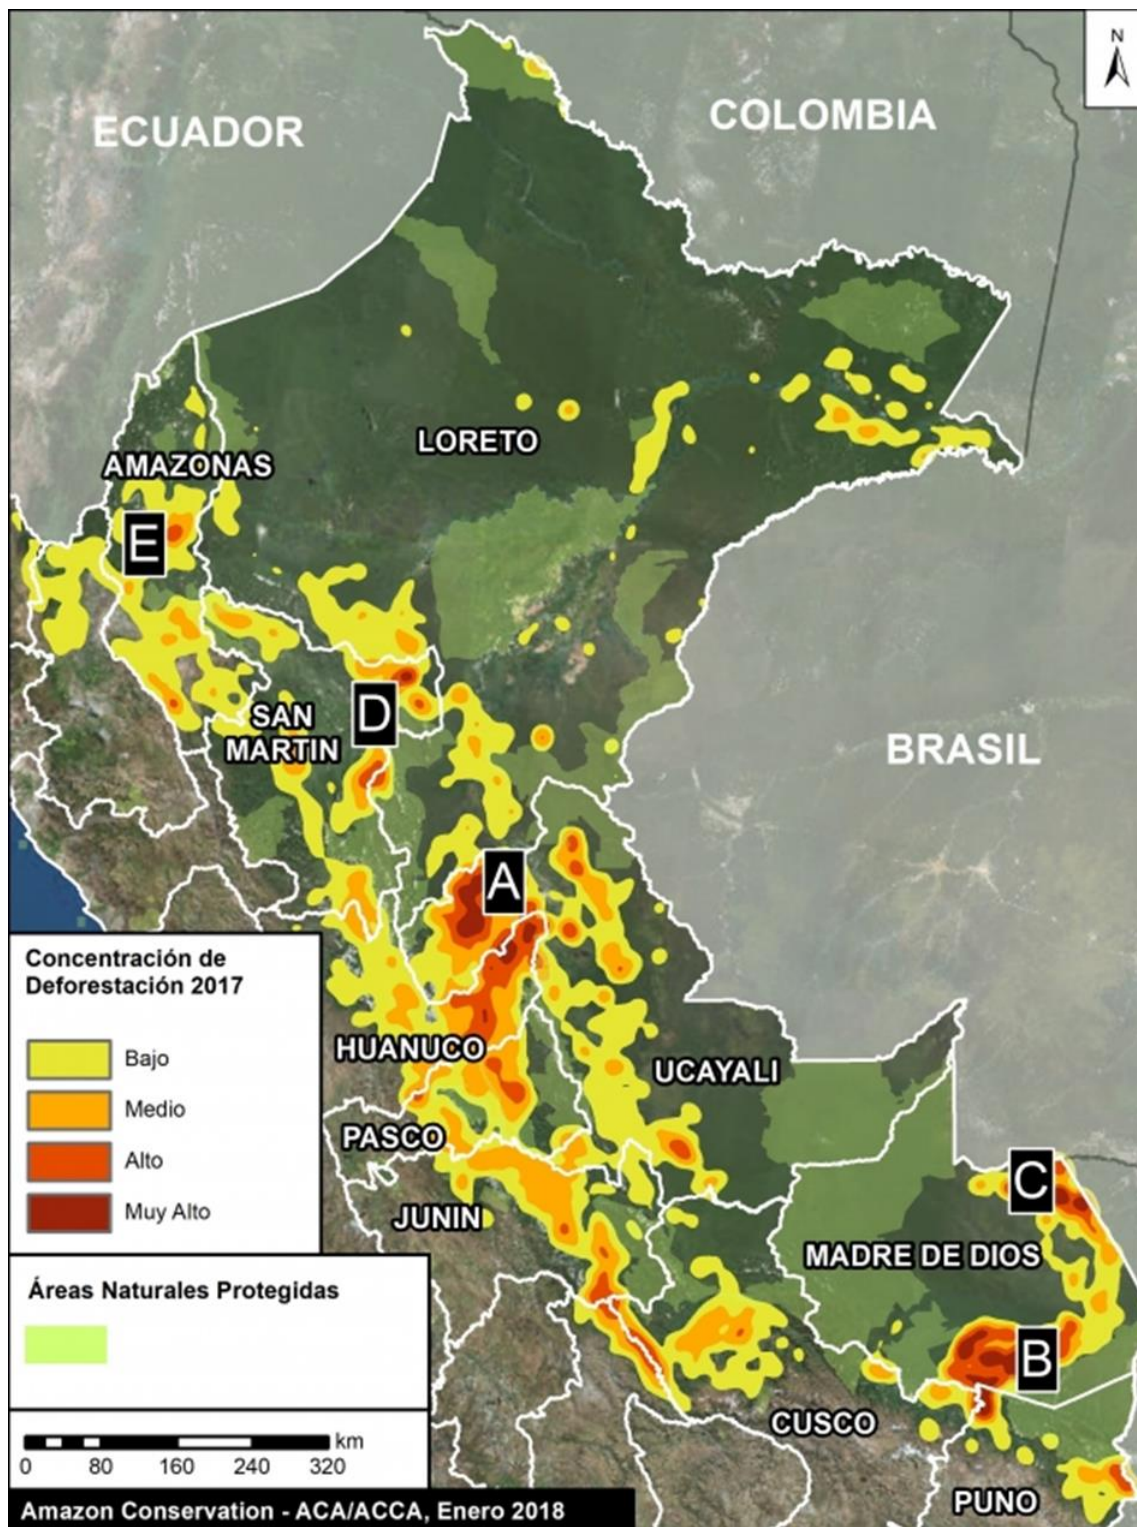 N
ECUADOR
COLOMBIA
LORETO
AMAZONAS
E
D
SAN
MARTIN
BRASIL
A
Concentración de
Deforestación 2017
Bajo
Medio
Alto
Muy Alto
HUANUCO
UCAYALI
PASCO
JUNIN
C
MADRE DE DIOS
B
CUSCO
PUNO
Áreas Naturales Protegidas
km
0 80 160 240 320
Amazon Conservation - ACA/ACCA, Enero 2018